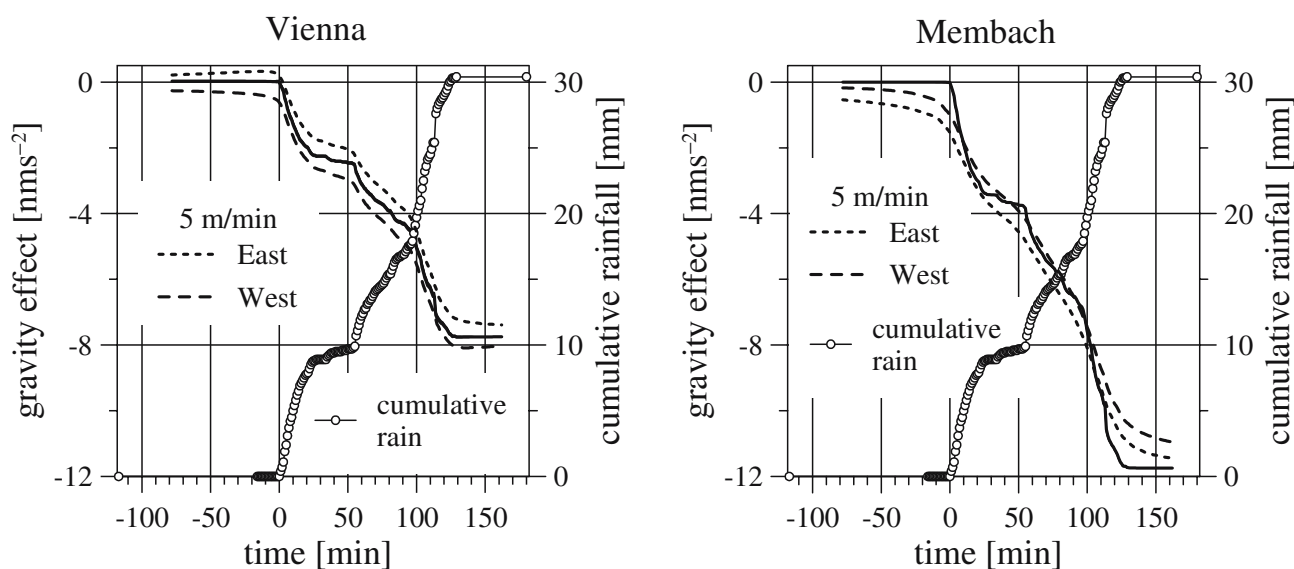 Vienna
0
-4
-8
-12
gravity effect [nms⁻²]
5 m/min
East
West
cumulative
rain
30
20
10
0
cumulative rainfall [mm]
-100 -50 0 50 100 150
time [min]
Membach
0
-4
-8
-12
gravity effect [nms⁻²]
5 m/min
East
West
cumulative
rain
30
20
10
0
cumulative rainfall [mm]
-100 -50 0 50 100 150
time [min]